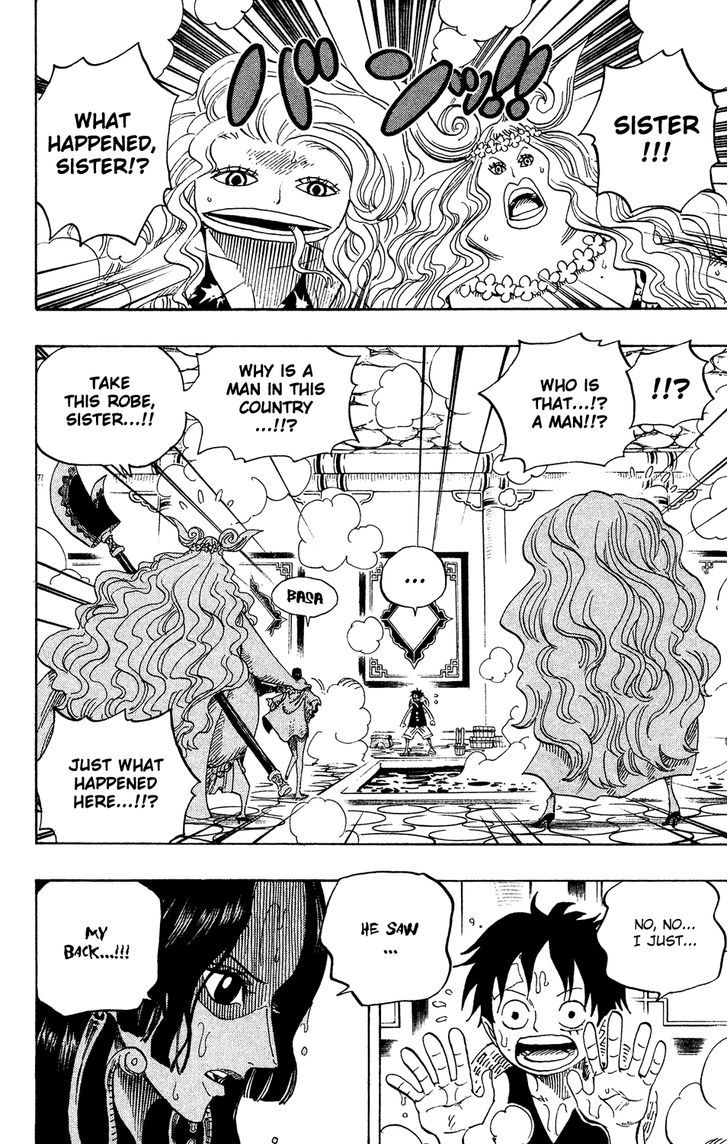 バンッ!!
SISTER
!!!
WHAT
HAPPENED,
SISTER!?
!!?
WHO IS
THAT...!?
A MAN!!?
WHY IS A
MAN IN THIS
COUNTRY
...!!?
TAKE
THIS ROBE,
SISTER...!!
...
BASA
JUST WHAT
HAPPENED
HERE...!!?
NO, NO...
I JUST...
HE SAW
...
MY
BACK...!!!